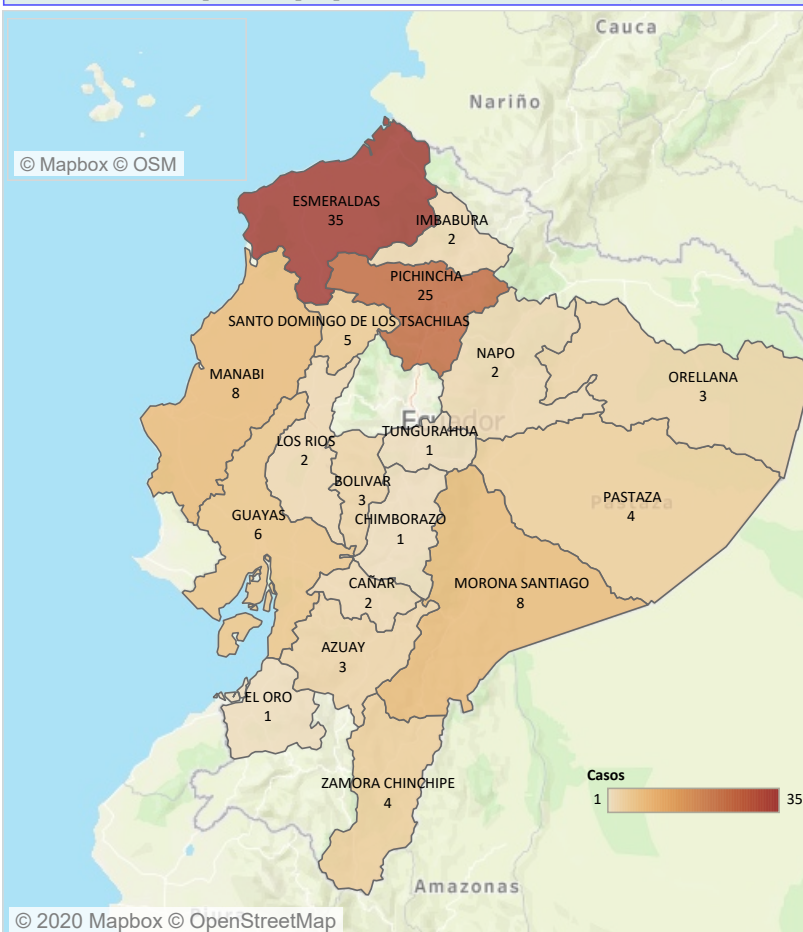 Cauca
Nariño
© Mapbox © OSM
ESMERALDAS
35
IMBABURA
2
PICHINCHA
25
SANTO DOMINGO DE LOS TSACHILAS
5
NAPO
2
MANABI
8
ORELLANA
3
Ecuador
TUNGURAHUA
1
LOS RIOS
2
BOLIVAR
3
PASTAZA
4
Pastaza
GUAYAS
6
CHIMBORAZO
1
CAÑAR
2
MORONA SANTIAGO
8
AZUAY
3
EL ORO
1
ZAMORA CHINCHIPE
4
Casos
1 35
Amazonas
© 2020 Mapbox © OpenStreetMap